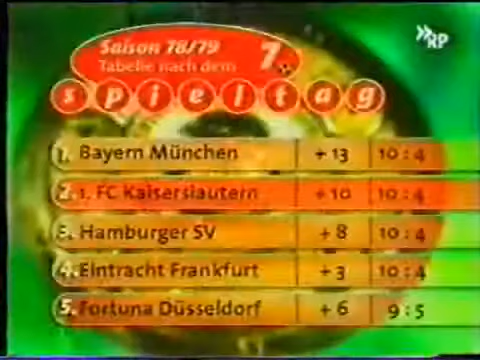 Saison 78/79
Tabelle nach dem 7.
spieltag
»RP
1. Bayern München +13 10:4
2. 1. FC Kaiserslautern +10 10:4
3. Hamburger SV +8 10:4
4. Eintracht Frankfurt +3 10:4
5. Fortuna Düsseldorf +6 9:5